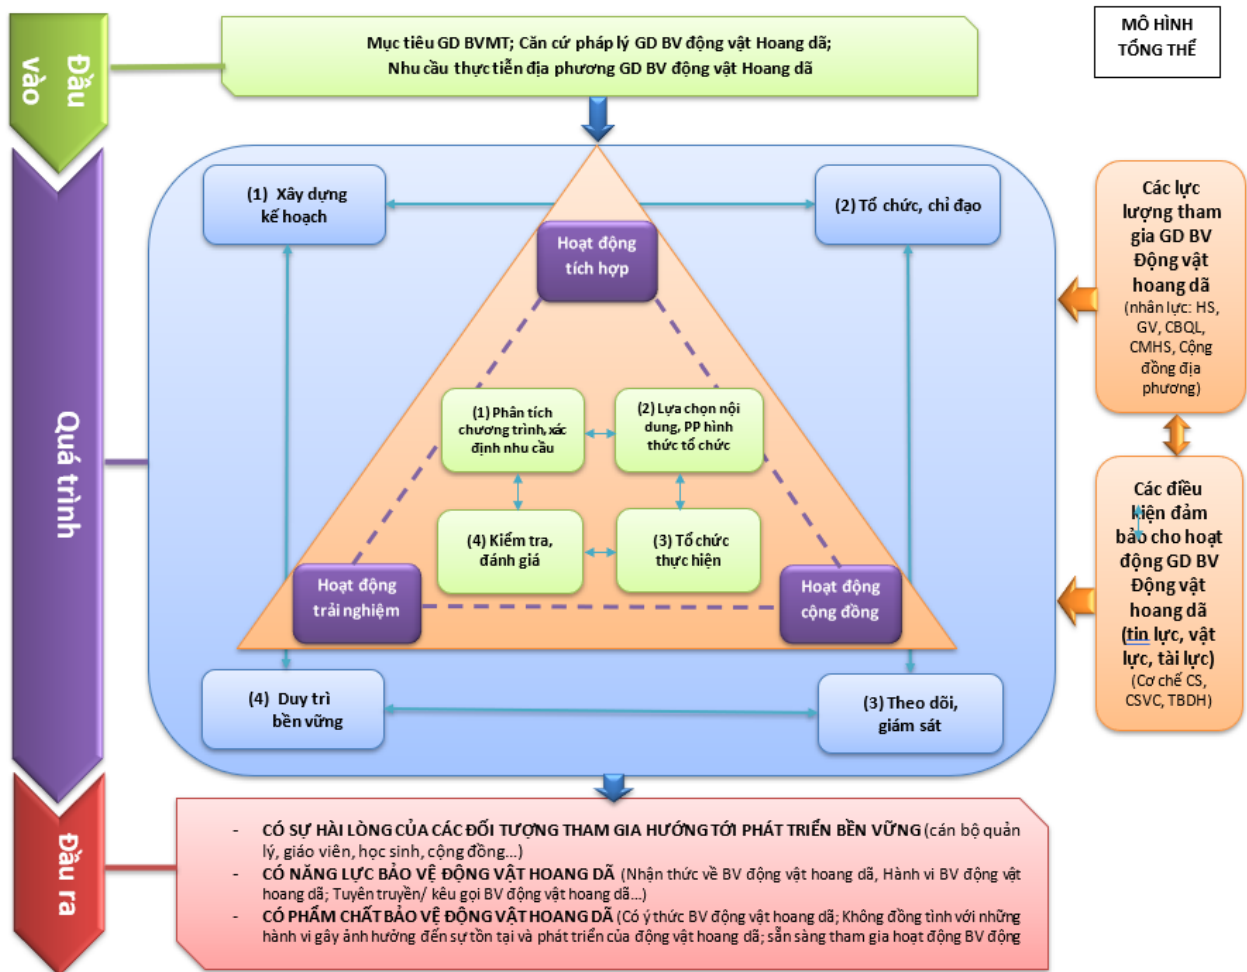 MÔ HÌNH
TỔNG THỂ
Đầu
vào
Mục tiêu GD BVMT; Căn cứ pháp lý GD BV động vật Hoang dã;
Nhu cầu thực tiễn địa phương GD BV động vật Hoang dã
Quá trình
(1) Xây dựng
kế hoạch
(2) Tổ chức, chỉ đạo
Hoạt động
tích hợp
(1) Phân tích
chương trình, xác
định nhu cầu
(2) Lựa chọn nội
dung, PP hình
thức tổ chức
(4) Kiểm tra,
đánh giá
(3) Tổ chức
thực hiện
Hoạt động
trải nghiệm
Hoạt động
cộng đồng
(4) Duy trì
bền vững
(3) Theo dõi,
giám sát
Các lực
lượng tham
gia GD BV
Động vật
hoang dã
(nhân lực: HS,
GV, CBQL,
CMHS, Cộng
đồng địa
phương)
Các điều
kiện đảm
bảo cho hoạt
động GD BV
Động vật
hoang dã
(tin lực, vật
lực, tài lực)
(Cơ chế CS,
CSVC, TBDH)
Đầu ra
- CÓ SỰ HÀI LÒNG CỦA CÁC ĐỐI TƯỢNG THAM GIA HƯỚNG TỚI PHÁT TRIỂN BỀN VỮNG (cán bộ quản
lý, giáo viên, học sinh, cộng đồng...)
- CÓ NĂNG LỰC BẢO VỆ ĐỘNG VẬT HOANG DÃ (Nhận thức về BV động vật hoang dã, Hành vi BV động vật
hoang dã; Tuyên truyền/ kêu gọi BV động vật hoang dã...)
- CÓ PHẨM CHẤT BẢO VỆ ĐỘNG VẬT HOANG DÃ (Có ý thức BV động vật hoang dã; Không đồng tình với những
hành vi gây ảnh hưởng đến sự tồn tại và phát triển của động vật hoang dã; sẵn sàng tham gia hoạt động BV động